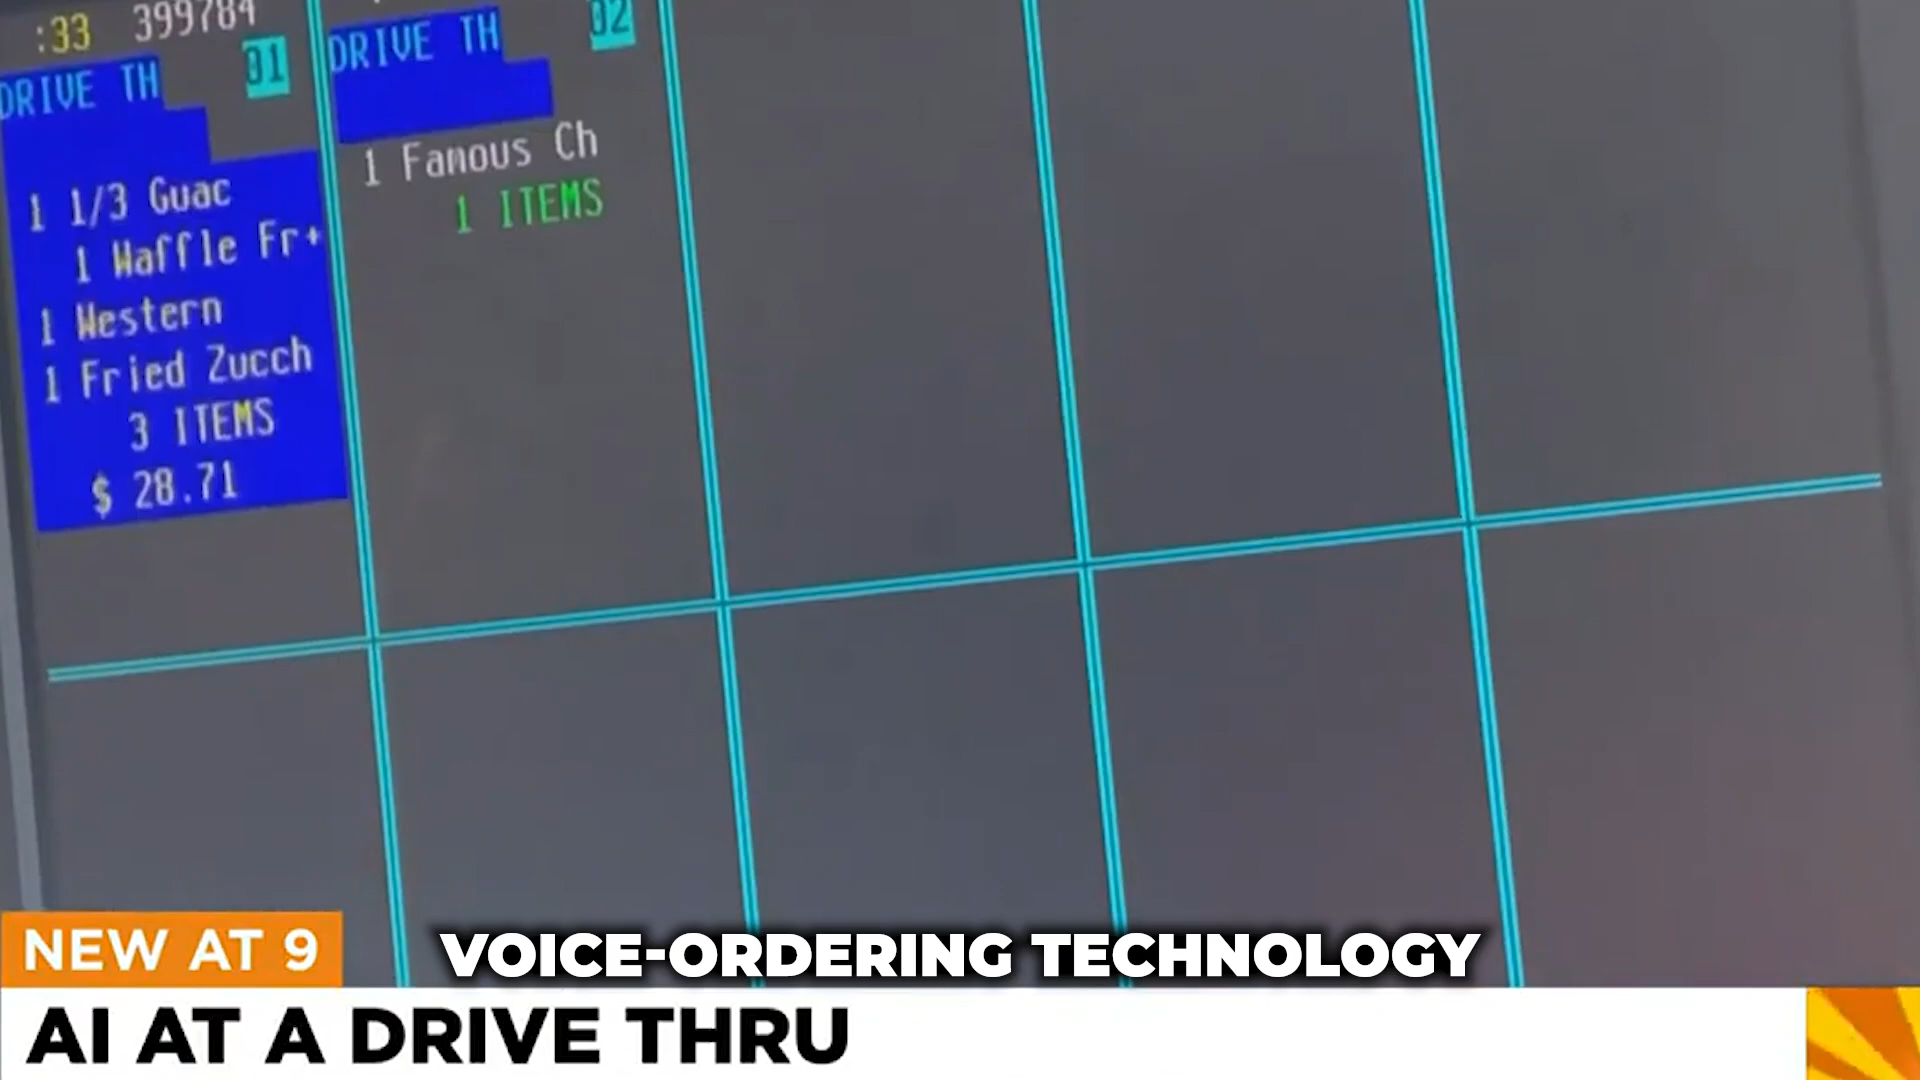 :33 399784
DRIVE TH 01
1 1/3 Guac
1 Waffle Fr+
1 Western
1 Fried Zucch
3 ITEMS
$ 28.71
DRIVE TH 02
1 Famous Ch
1 ITEMS
VOICE-ORDERING TECHNOLOGY
NEW AT 9
AI AT A DRIVE THRU